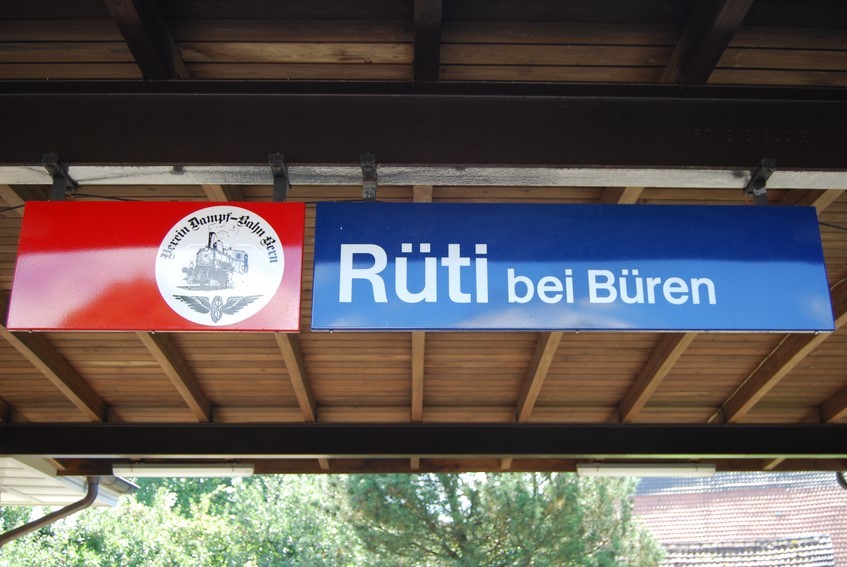 Verein Dampf-Bahn Bern
Rüti bei Büren